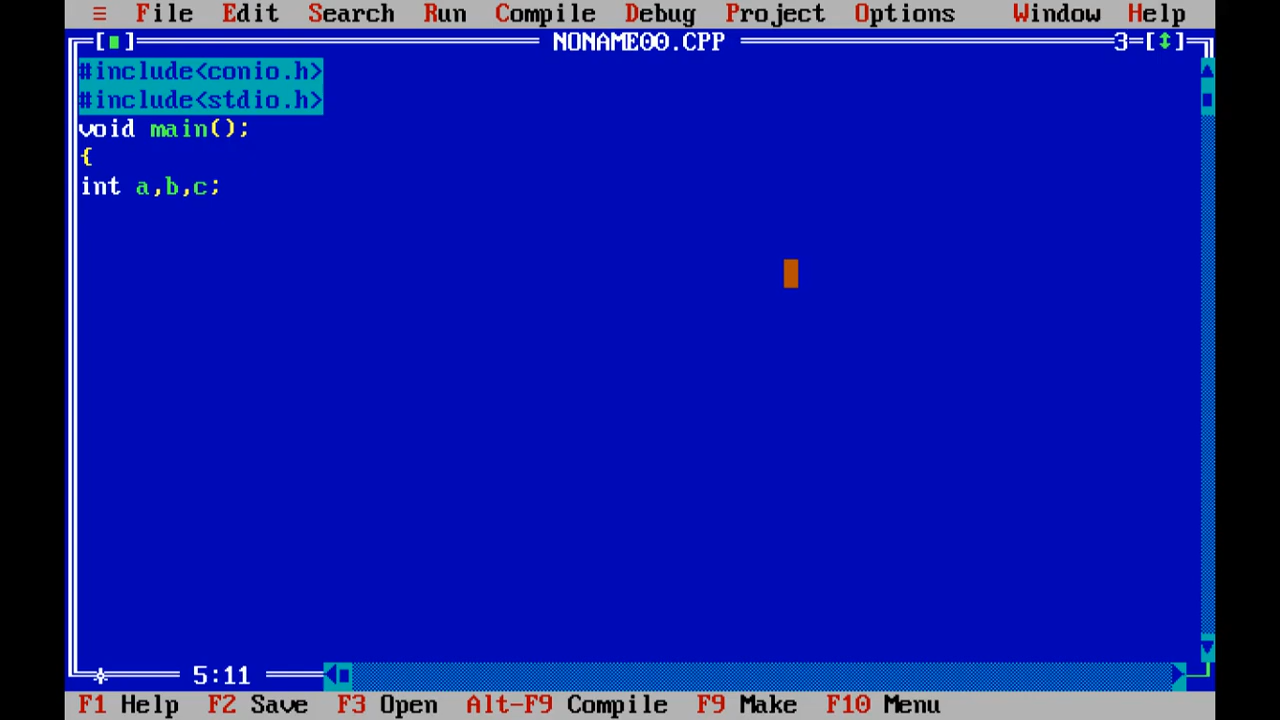 ≡ File Edit Search Run Compile Debug Project Options Window Help
[■] NONAME00.CPP 3=[↕]
#include<conio.h>
#include<stdio.h>
void main();
{
int a,b,c;
5:11
F1 Help F2 Save F3 Open Alt-F9 Compile F9 Make F10 Menu